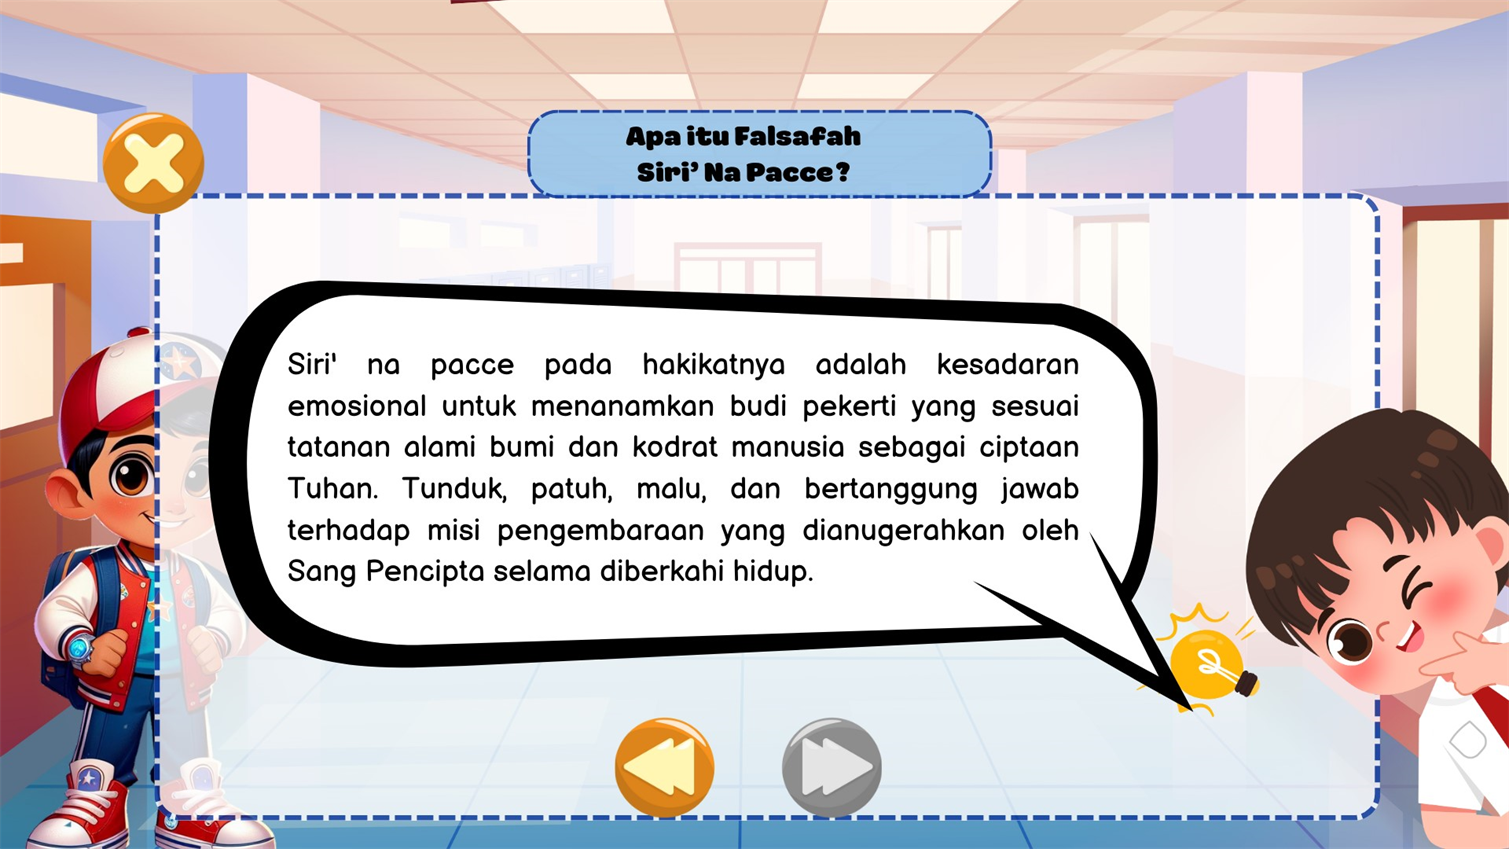 Apa itu Falsafah
Siri’ Na Pacce?
Siri' na pacce pada hakikatnya adalah kesadaran
emosional untuk menanamkan budi pekerti yang sesuai
tatanan alami bumi dan kodrat manusia sebagai ciptaan
Tuhan. Tunduk, patuh, malu, dan bertanggung jawab
terhadap misi pengembaraan yang dianugerahkan oleh
Sang Pencipta selama diberkahi hidup.